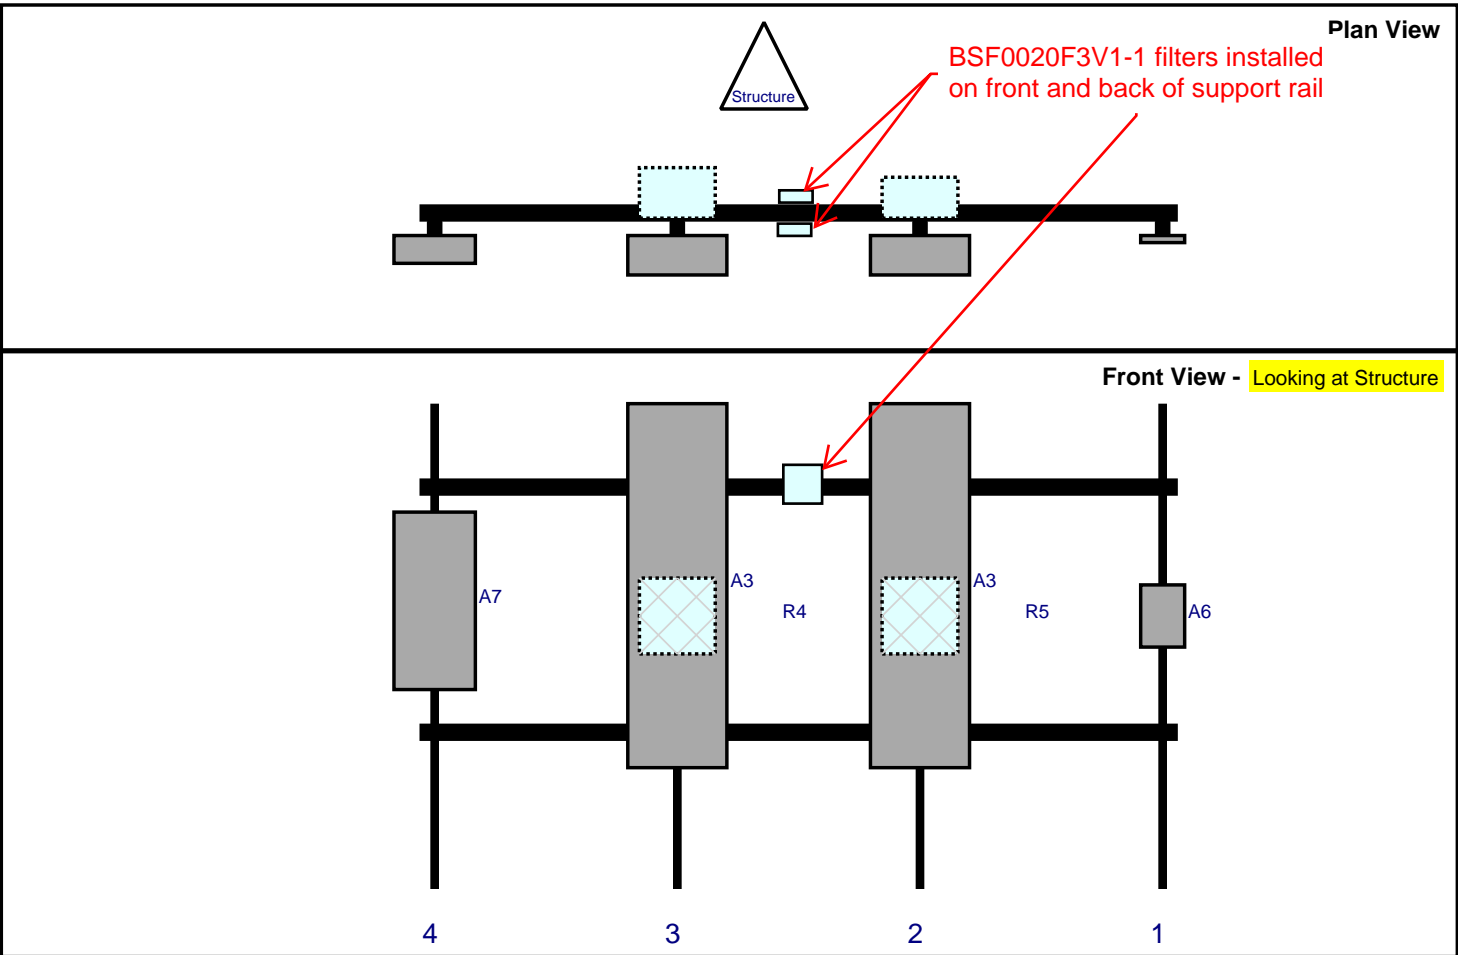 Plan View
BSF0020F3V1-1 filters installed
on front and back of support rail
Structure
Front View - Looking at Structure
A3
A3
A7
R4
R5
A6
4
3
2
1